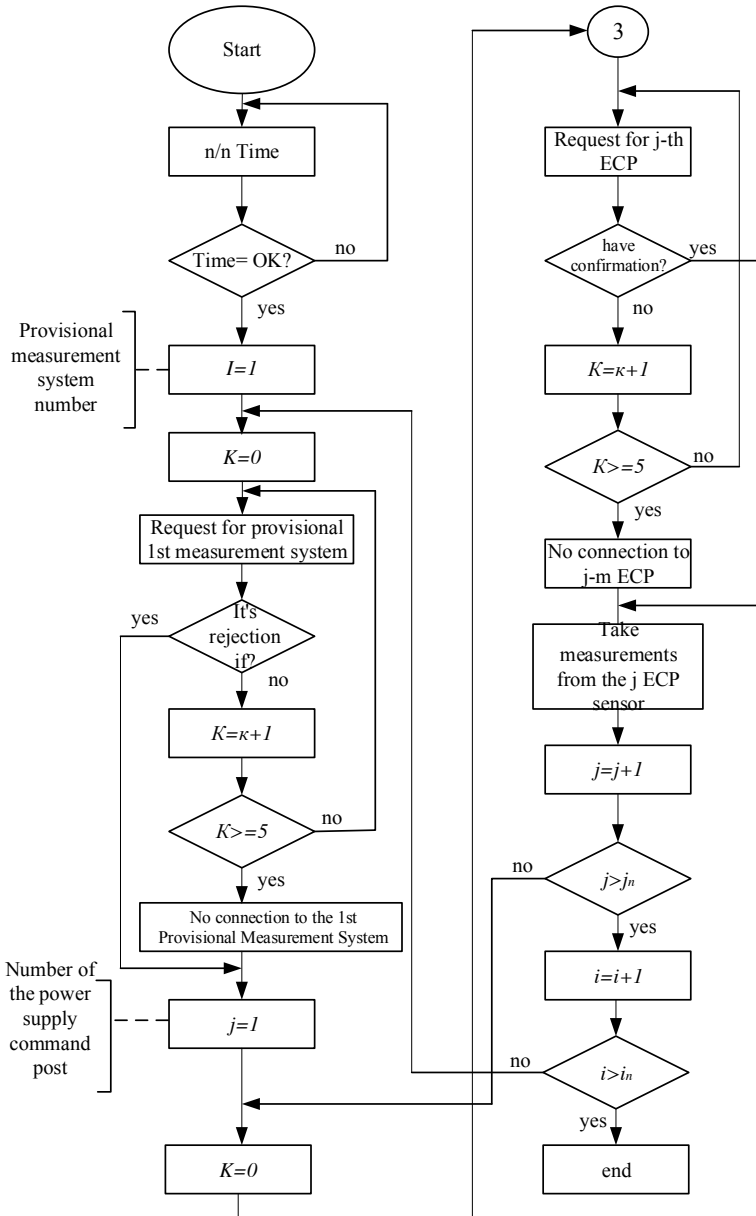 Start
n/n Time
Time= OK?
no
yes
Provisional
measurement
system
number
I=1
K=0
Request for provisional
1st measurement system
yes
It's
rejection
if?
no
K=κ+1
K>=5
no
yes
No connection to the 1st
Provisional Measurement System
Number of
the power
supply
command
post
j=1
K=0
3
Request for j-th
ECP
have
confirmation?
yes
no
K=κ+1
K>=5
no
yes
No connection to
j-m ECP
Take
measurements
from the j ECP
sensor
j=j+1
no
j>jn
yes
i=i+1
no
i>in
yes
end